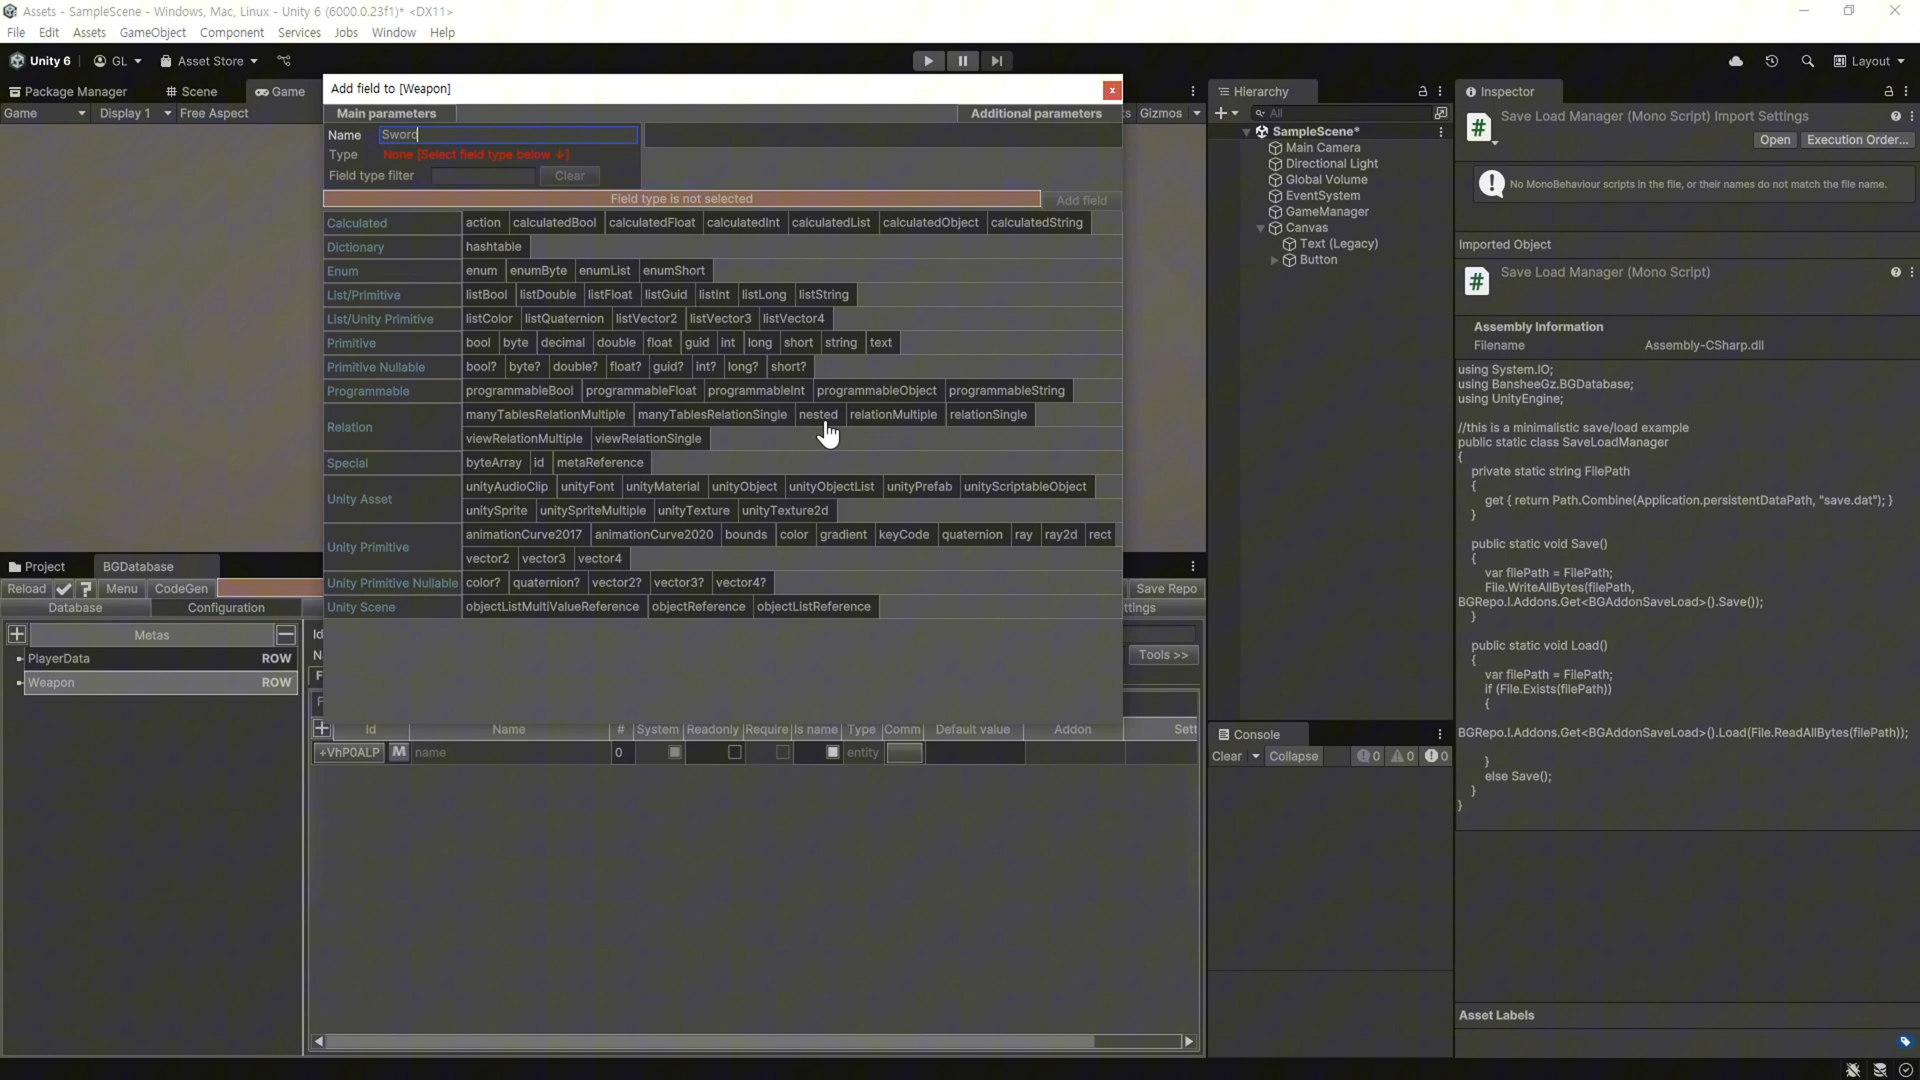 Assets - SampleScene - Windows, Mac, Linux - Unity 6 (6000.0.23f1)* <DX11>
File Edit Assets GameObject Component Services Jobs Window Help
Unity 6 GL Asset Store Layout
Package Manager Scene Game
Game Display 1 Free Aspect Gizmos
Add field to [Weapon]
Main parameters Additional parameters
Name Sword
Type None [Select field type below ↓]
Field type filter Clear
Field type is not selected Add field
Calculated action calculatedBool calculatedFloat calculatedInt calculatedList calculatedObject calculatedString
Dictionary hashtable
Enum enum enumByte enumList enumShort
List/Primitive listBool listDouble listFloat listGuid listInt listLong listString
List/Unity Primitive listColor listQuaternion listVector2 listVector3 listVector4
Primitive bool byte decimal double float guid int long short string text
Primitive Nullable bool? byte? double? float? guid? int? long? short?
Programmable programmableBool programmableFloat programmableInt programmableObject programmableString
Relation manyTablesRelationMultiple manyTablesRelationSingle nested relationMultiple relationSingle
viewRelationMultiple viewRelationSingle
Special byteArray id metaReference
Unity Asset unityAudioClip unityFont unityMaterial unityObject unityObjectList unityPrefab unityScriptableObject
unitySprite unitySpriteMultiple unityTexture unityTexture2d
Unity Primitive animationCurve2017 animationCurve2020 bounds color gradient keyCode quaternion ray ray2d rect
vector2 vector3 vector4
Unity Primitive Nullable color? quaternion? vector2? vector3? vector4?
Unity Scene objectListMultiValueReference objectReference objectListReference
Project BGDatabase
Reload ? Menu CodeGen Save Repo
Database Configuration ttings
Metas
PlayerData ROW
Weapon ROW
Id
Tools >>
Id Name # System Readonly Require Is name Type Comm Default value Addon Sett
+VhP0ALP M name 0 entity
Hierarchy
All
SampleScene*
Main Camera
Directional Light
Global Volume
EventSystem
GameManager
Canvas
Text (Legacy)
Button
Console
Clear Collapse 0 0 0
Inspector
Save Load Manager (Mono Script) Import Settings
Open Execution Order...
No MonoBehaviour scripts in the file, or their names do not match the file name.
Imported Object
Save Load Manager (Mono Script)
Assembly Information
Filename Assembly-CSharp.dll
using System.IO;
using BansheeGz.BGDatabase;
using UnityEngine;
//this is a minimalistic save/load example
public static class SaveLoadManager
{
private static string FilePath
{
get { return Path.Combine(Application.persistentDataPath, "save.dat"); }
}
public static void Save()
{
var filePath = FilePath;
File.WriteAllBytes(filePath,
BGRepo.I.Addons.Get<BGAddonSaveLoad>().Save());
}
public static void Load()
{
var filePath = FilePath;
if (File.Exists(filePath))
{
BGRepo.I.Addons.Get<BGAddonSaveLoad>().Load(File.ReadAllBytes(filePath));
}
else Save();
}
}
Asset Labels